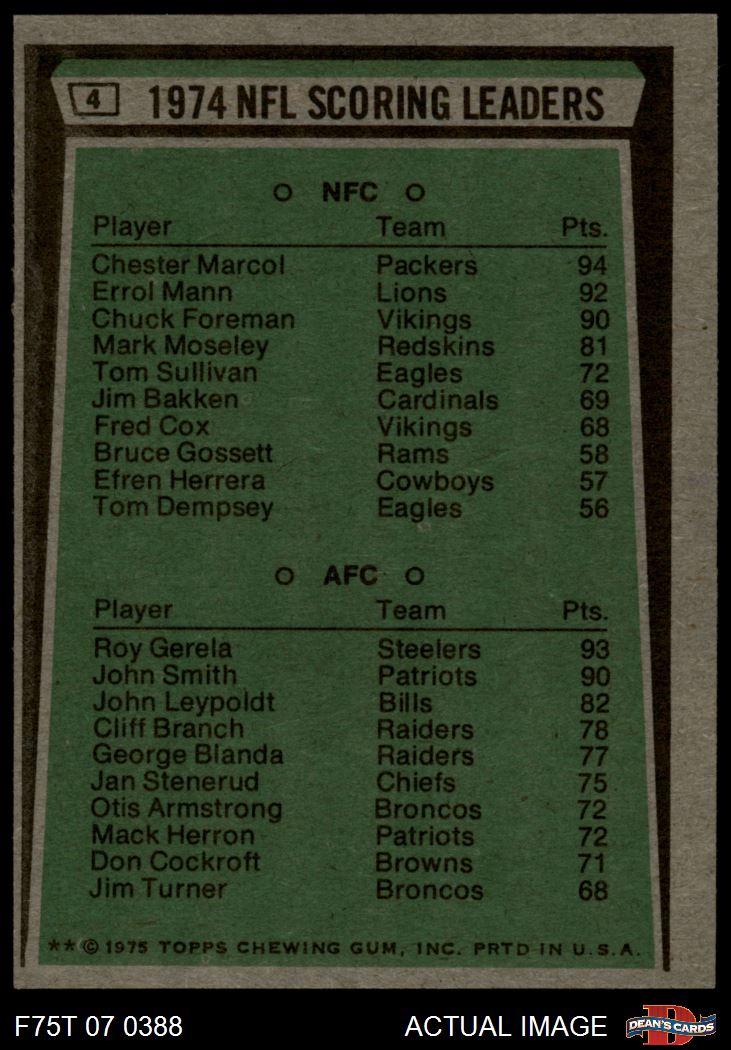 4 1974 NFL SCORING LEADERS
NFC
Player Team Pts.
Chester Marcol Packers 94
Errol Mann Lions 92
Chuck Foreman Vikings 90
Mark Moseley Redskins 81
Tom Sullivan Eagles 72
Jim Bakken Cardinals 69
Fred Cox Vikings 68
Bruce Gossett Rams 58
Efren Herrera Cowboys 57
Tom Dempsey Eagles 56
AFC
Player Team Pts.
Roy Gerela Steelers 93
John Smith Patriots 90
John Leypoldt Bills 82
Cliff Branch Raiders 78
George Blanda Raiders 77
Jan Stenerud Chiefs 75
Otis Armstrong Broncos 72
Mack Herron Patriots 72
Don Cockroft Browns 71
Jim Turner Broncos 68
**© 1975 TOPPS CHEWING GUM, INC. PRTD IN U.S.A.
F75T 07 0388 ACTUAL IMAGE D DEAN'S CARDS